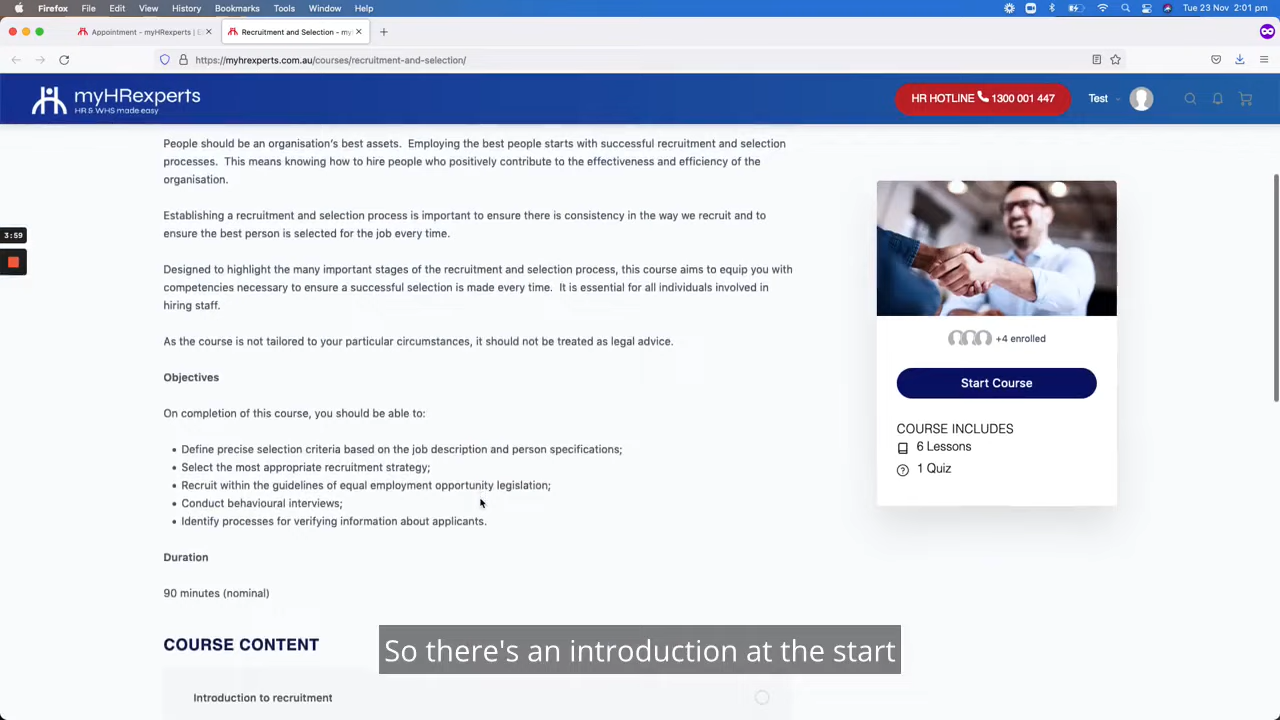 Firefox File Edit View History Bookmarks Tools Window Help Tue 23 Nov 2:01 pm
Appointment - myHRexperts | E
Recruitment and Selection - my
https://myhrexperts.com.au/courses/recruitment-and-selection/
myHRexperts
HR & WHS made easy
HR HOTLINE 1300 001 447
Test
People should be an organisation's best assets. Employing the best people starts with successful recruitment and selection
processes. This means knowing how to hire people who positively contribute to the effectiveness and efficiency of the
organisation.
Establishing a recruitment and selection process is important to ensure there is consistency in the way we recruit and to
ensure the best person is selected for the job every time.
Designed to highlight the many important stages of the recruitment and selection process, this course aims to equip you with
competencies necessary to ensure a successful selection is made every time. It is essential for all individuals involved in
hiring staff.
As the course is not tailored to your particular circumstances, it should not be treated as legal advice.
Objectives
On completion of this course, you should be able to:
Define precise selection criteria based on the job description and person specifications;
Select the most appropriate recruitment strategy;
Recruit within the guidelines of equal employment opportunity legislation;
Conduct behavioural interviews;
Identify processes for verifying information about applicants.
Duration
90 minutes (nominal)
COURSE CONTENT
Introduction to recruitment
3:59
+4 enrolled
Start Course
COURSE INCLUDES
6 Lessons
1 Quiz
So there's an introduction at the start